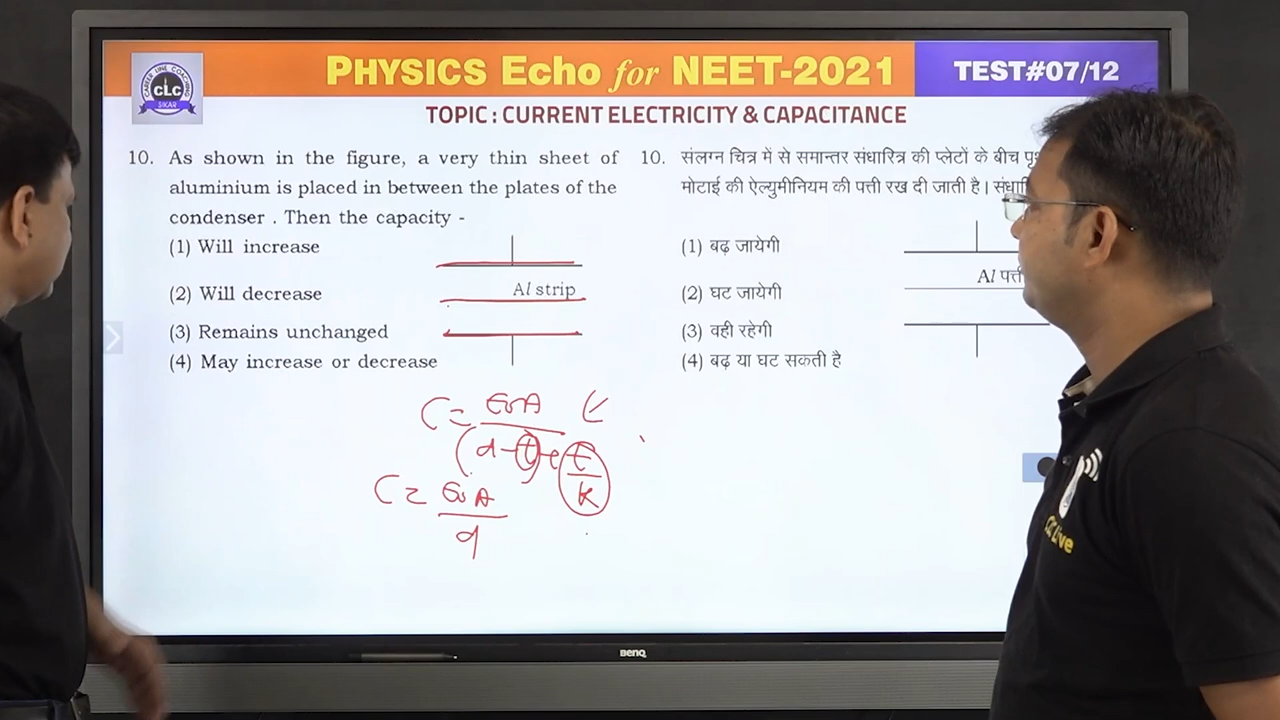 PHYSICS Echo for NEET-2021
TEST#07/12
CAREER LINE COACHING
CLC
SIKAR
TOPIC : CURRENT ELECTRICITY & CAPACITANCE
10. As shown in the figure, a very thin sheet of
aluminium is placed in between the plates of the
condenser . Then the capacity -
(1) Will increase
(2) Will decrease
Al strip
(3) Remains unchanged
(4) May increase or decrease
10. संलग्न चित्र में से समान्तर संधारित्र की प्लेटों के बीच
मोटाई की ऐल्युमीनियम की पत्ती रख दी जाती है।
(1) बढ़ जायेगी
Al पत्ती
(2) घट जायेगी
(3) वही रहेगी
(4) बढ़ या घट सकती है
C = ε₀A
(d-t)+t/K
C = ε₀A
d
BENQ